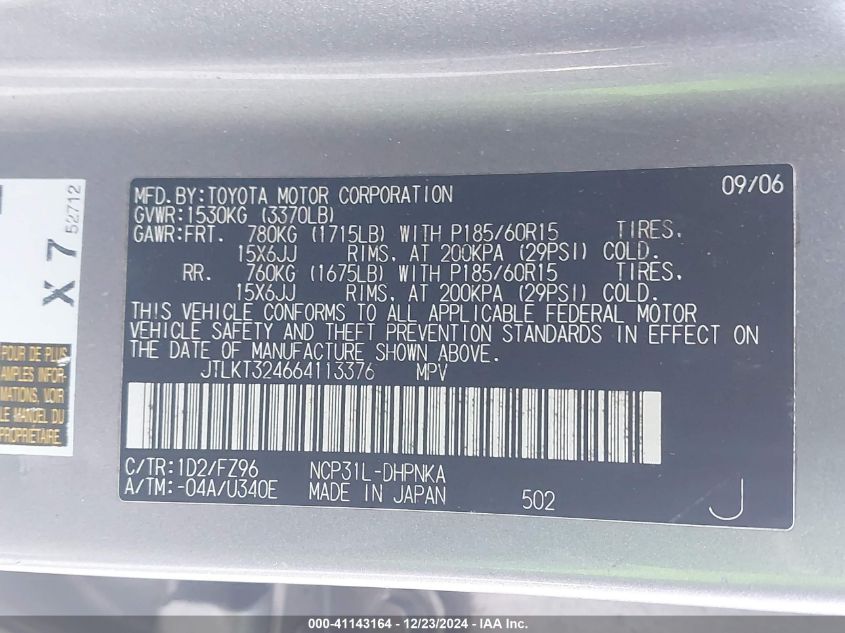 MFD.BY:TOYOTA MOTOR CORPORATION 09/06
GVWR:1530KG (3370LB)
GAWR:FRT. 780KG (1715LB) WITH P185/60R15 TIRES,
15X6JJ RIMS, AT 200KPA (29PSI) COLD.
RR. 760KG (1675LB) WITH P185/60R15 TIRES,
15X6JJ RIMS, AT 200KPA (29PSI) COLD.
THIS VEHICLE CONFORMS TO ALL APPLICABLE FEDERAL MOTOR
VEHICLE SAFETY AND THEFT PREVENTION STANDARDS IN EFFECT ON
THE DATE OF MANUFACTURE SHOWN ABOVE.
JTLKT324664113376 MPV
C/TR:1D2/FZ96 NCP31L-DHPNKA
A/TM:-04A/U340E MADE IN JAPAN 502 J
X 7
52712
POUR DE PLUS
AMPLES INFOR-
MATIONS, VOIR
LE MANUEL DU
PROPRIETAIRE.
000-41143164 - 12/23/2024 - IAA Inc.